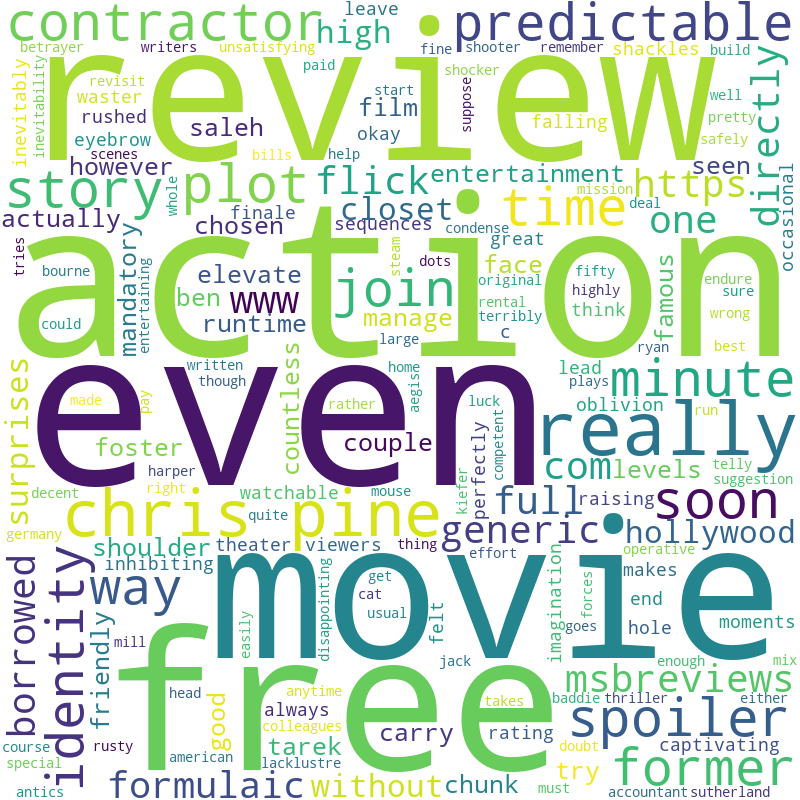 contractor leave high predictable
betrayer writers unsatisfying fine shooter remember shackles build
review
inevitably inevitability revisit waster rushed paid start film okay shocker suppose falling well pretty safely directly
scenes saleh bills help
eyebrow however seen occasional
story whole plot flick entertainment https
actually chosen finale closet sequences mission time deal one
action
tries mandatory entertaining condense great steam dots
bourne elevate original face fifty endure sure
could ben www join rental highly famous
runtime manage terribly think wrong
large c ryan best
even
surprises written though home aegise lead plays minute
made pay countless rather luck competent oblivion run
foster couple perfectly really
harper telly
decent right watchable mouse kiefer com levels suggestion
germany chris pine quite full raising soon
shoulder theater viewers thing generic hollywood
inhibiting disappointing effort operative
borrowed identity way movie get cat usual felt imagination forces makes end moments
friendly mill easily jack goes hole
free enough mix
head good anytime takes baddie thriller either
always colleagues carry rating msbreviews
course rusty tarek spoiler
special american lacklustre doubt captivating
antics formulaic without chunk try must former
accountant sutherland